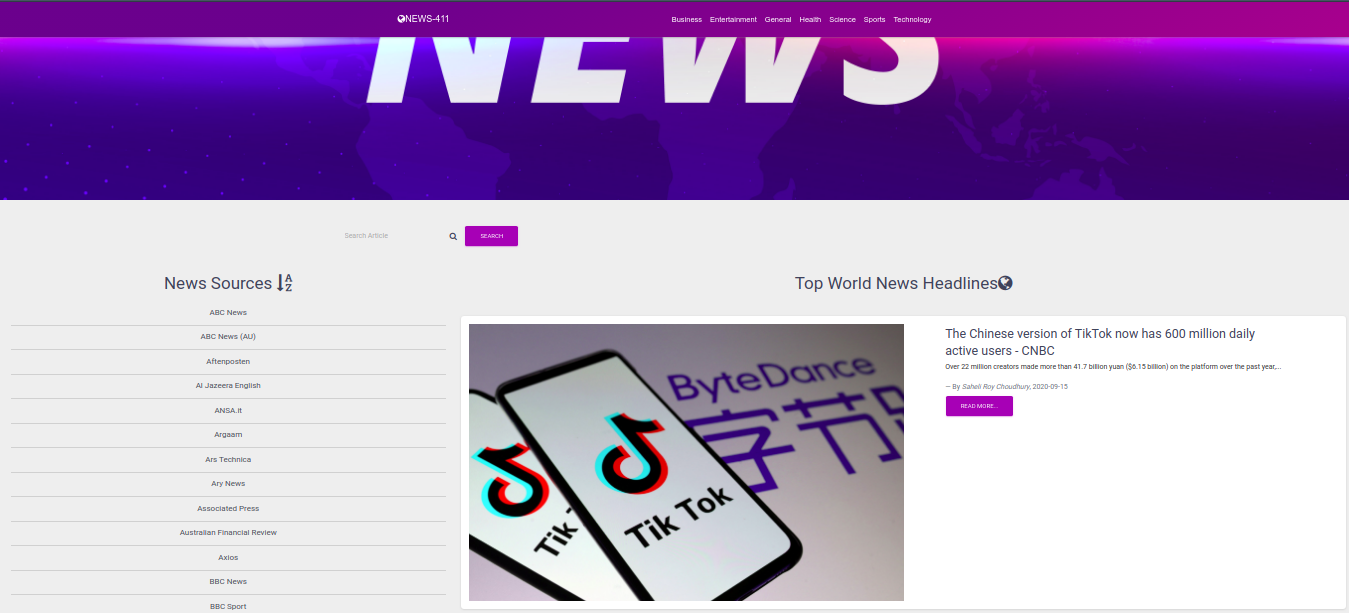 NEWS-411
Business Entertainment General Health Science Sports Technology
NEWS
Search Article
SEARCH
News Sources
ABC News
ABC News (AU)
Aftenposten
Al Jazeera English
ANSA.it
Argaam
Ars Technica
Ary News
Associated Press
Australian Financial Review
Axios
BBC News
BBC Sport
Top World News Headlines
ByteDance
字节
Tik Tok
Tik T
The Chinese version of TikTok now has 600 million daily
active users - CNBC
Over 22 million creators made more than 41.7 billion yuan ($6.15 billion) on the platform over the past year,...
— By Saheli Roy Choudhury, 2020-09-15
READ MORE...